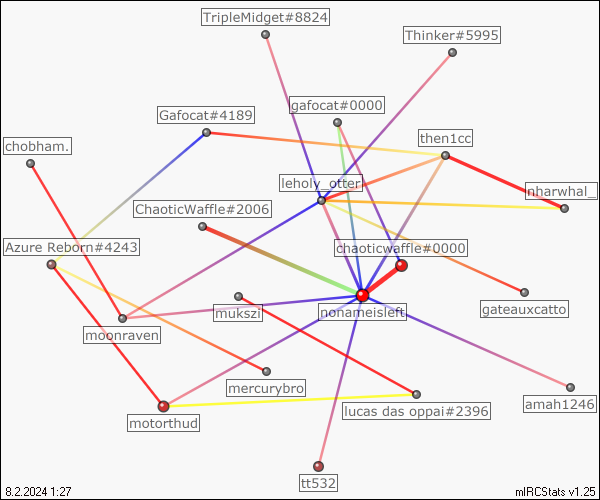 TripleMidget#8824
Thinker#5995
gafocat#0000
Gafocat#4189
then1cc
chobham.
leholy_otter
nharwhal_
ChaoticWaffle#2006
Azure Reborn#4243
chaoticwaffle#0000
mukszi
nonameisleft
gateauxcatto
moonraven
mercurybro
lucas das oppai#2396
amah1246
motorthud
tt532
8.2.2024 1:27
mIRCStats v1.25